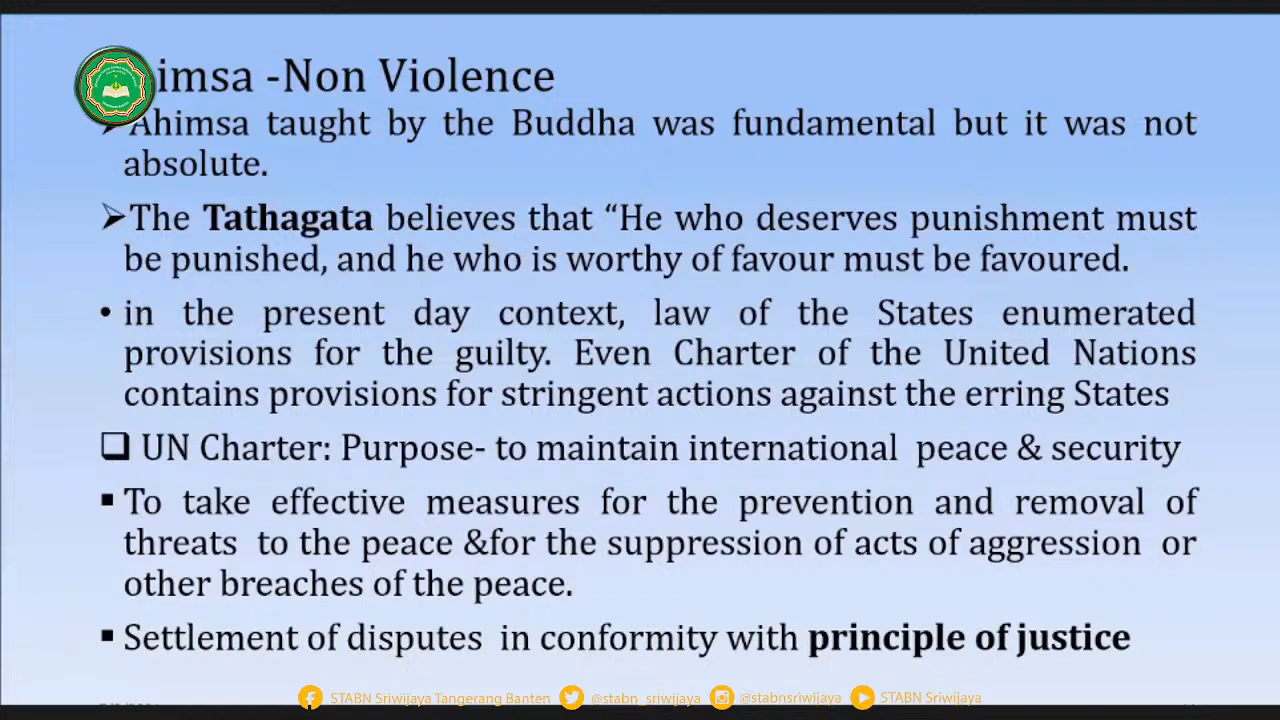 imsa -Non Violence
➢Ahimsa taught by the Buddha was fundamental but it was not
absolute.
➢The Tathagata believes that “He who deserves punishment must
be punished, and he who is worthy of favour must be favoured.
• in the present day context, law of the States enumerated
provisions for the guilty. Even Charter of the United Nations
contains provisions for stringent actions against the erring States
❑ UN Charter: Purpose- to maintain international peace & security
▪ To take effective measures for the prevention and removal of
threats to the peace &for the suppression of acts of aggression or
other breaches of the peace.
▪ Settlement of disputes in conformity with principle of justice
STABN Sriwijaya Tangerang Banten @stabn_sriwijaya @stabnsriwijaya STABN Sriwijaya